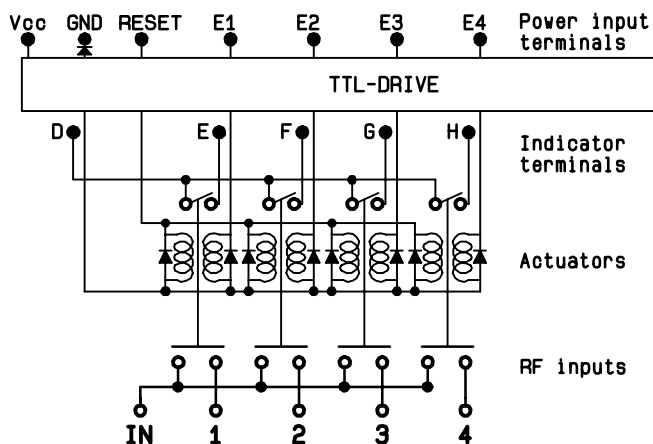 Vcc GND RESET E1 E2 E3 E4 Power input
terminals
TTL-DRIVE
D E F G H Indicator
terminals
Actuators
RF inputs
IN 1 2 3 4